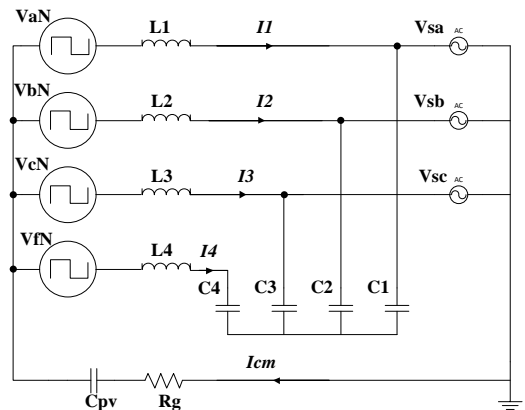 VaN L1 I1 Vsa AC
VbN L2 I2 Vsb AC
VcN L3 I3 Vsc AC
VfN L4 I4
C4 C3 C2 C1
Icm
Cpv Rg